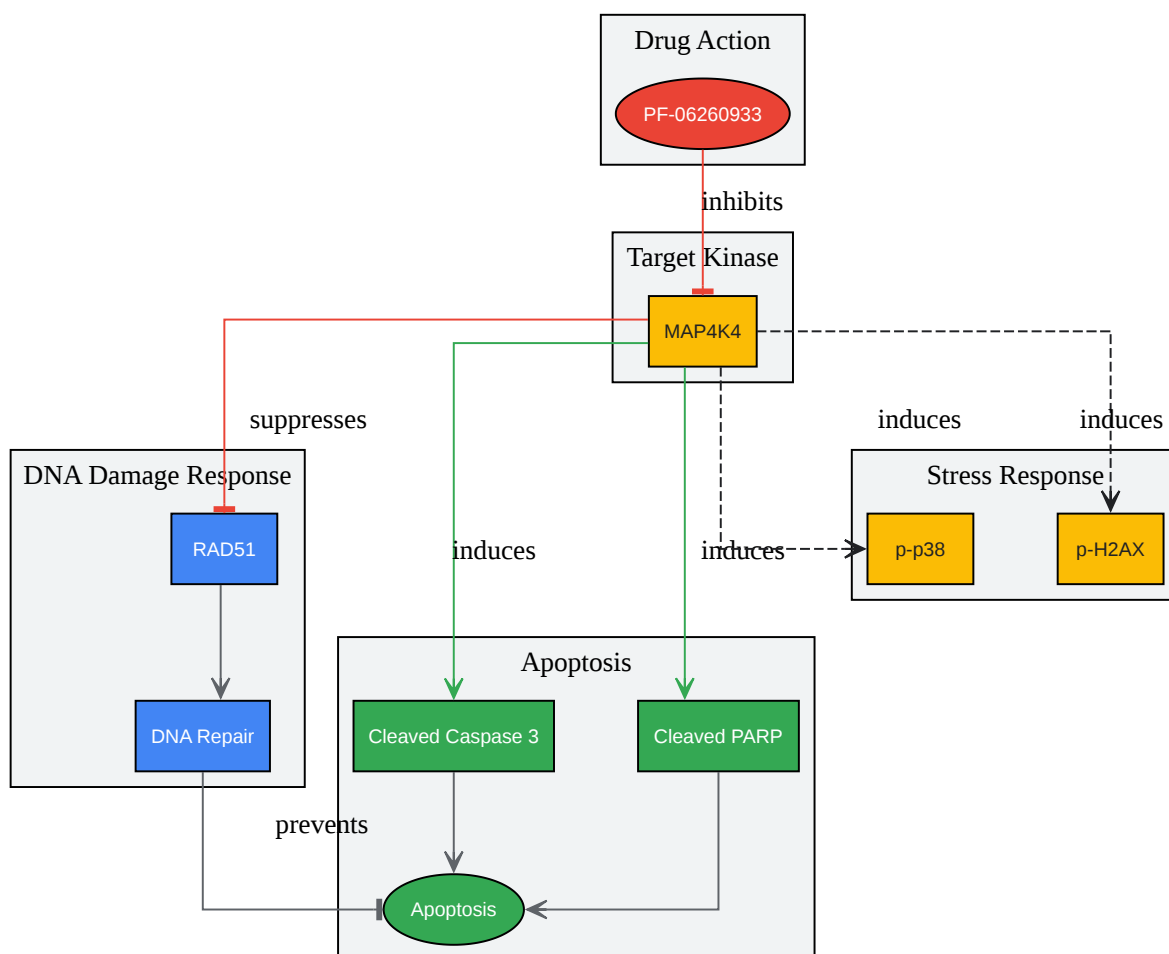 Drug Action
PF-06260933
inhibits
Target Kinase
MAP4K4
suppresses
induces
induces
DNA Damage Response
Stress Response
RAD51
induces
induces
p-p38
p-H2AX
Apoptosis
DNA Repair
Cleaved Caspase 3
Cleaved PARP
prevents
Apoptosis